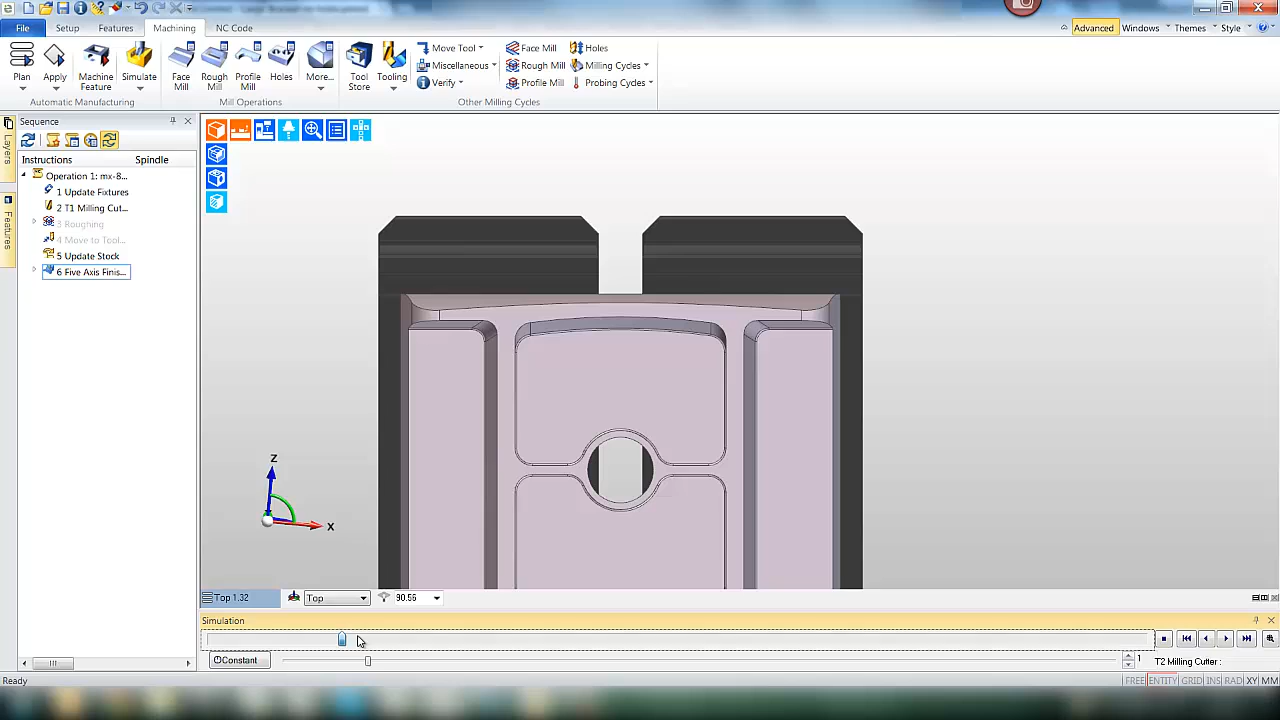 File Setup Features Machining NC Code Advanced Windows Themes Style
Plan Apply Machine Feature Simulate
Automatic Manufacturing
Face Mill Rough Mill Profile Mill Holes More...
Mill Operations
Tool Store Tooling
Move Tool Face Mill Holes
Miscellaneous Rough Mill Milling Cycles
Verify Profile Mill Probing Cycles
Other Milling Cycles
Sequence
Layers
Features
Instructions Spindle
Operation 1: mx-8...
1 Update Fixtures
2 T1 Milling Cut...
3 Roughing
4 Move to Tool...
5 Update Stock
6 Five Axis Finis...
Z
X
Top 1.32 Top 90.56
Simulation
Constant 1 T2 Milling Cutter :
Ready FREE ENTITY GRID INS RAD XY MM